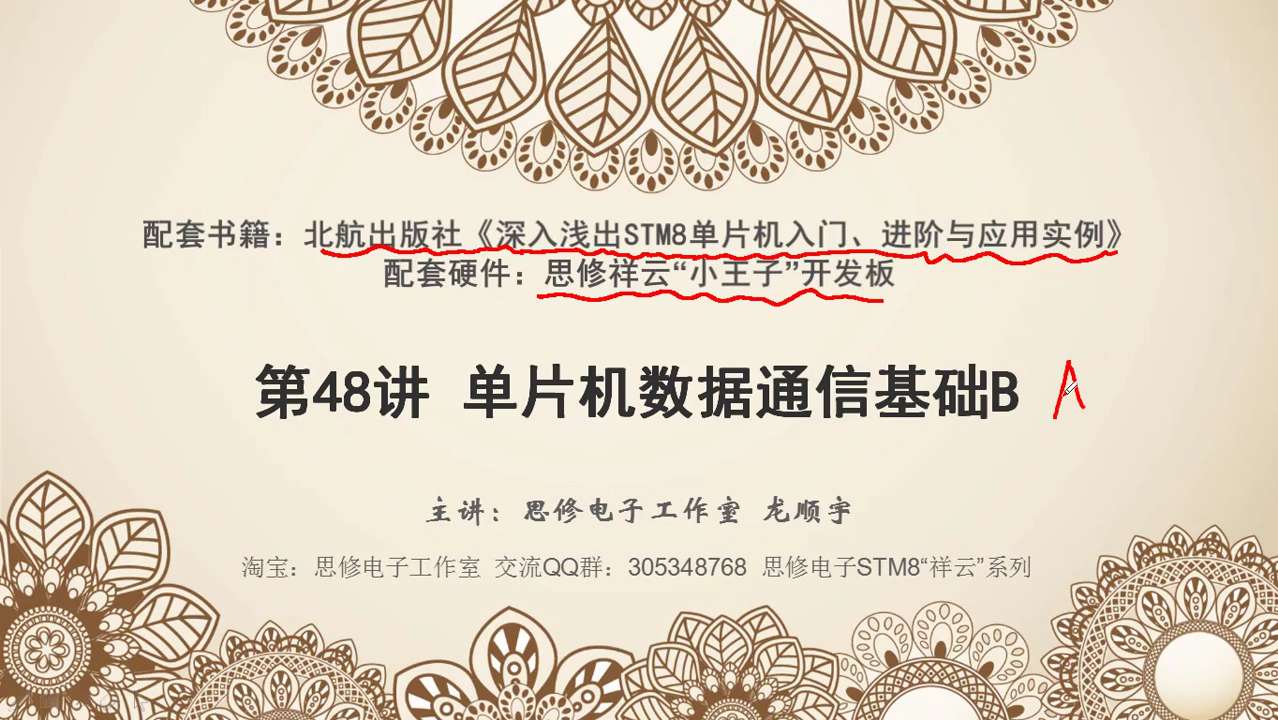 配套书籍：北航出版社《深入浅出STM8单片机入门、进阶与应用实例》
配套硬件：思修祥云“小王子”开发板
第48讲 单片机数据通信基础B A
主讲：思修电子工作室 龙顺宇
淘宝：思修电子工作室 交流QQ群：305348768 思修电子STM8“祥云”系列